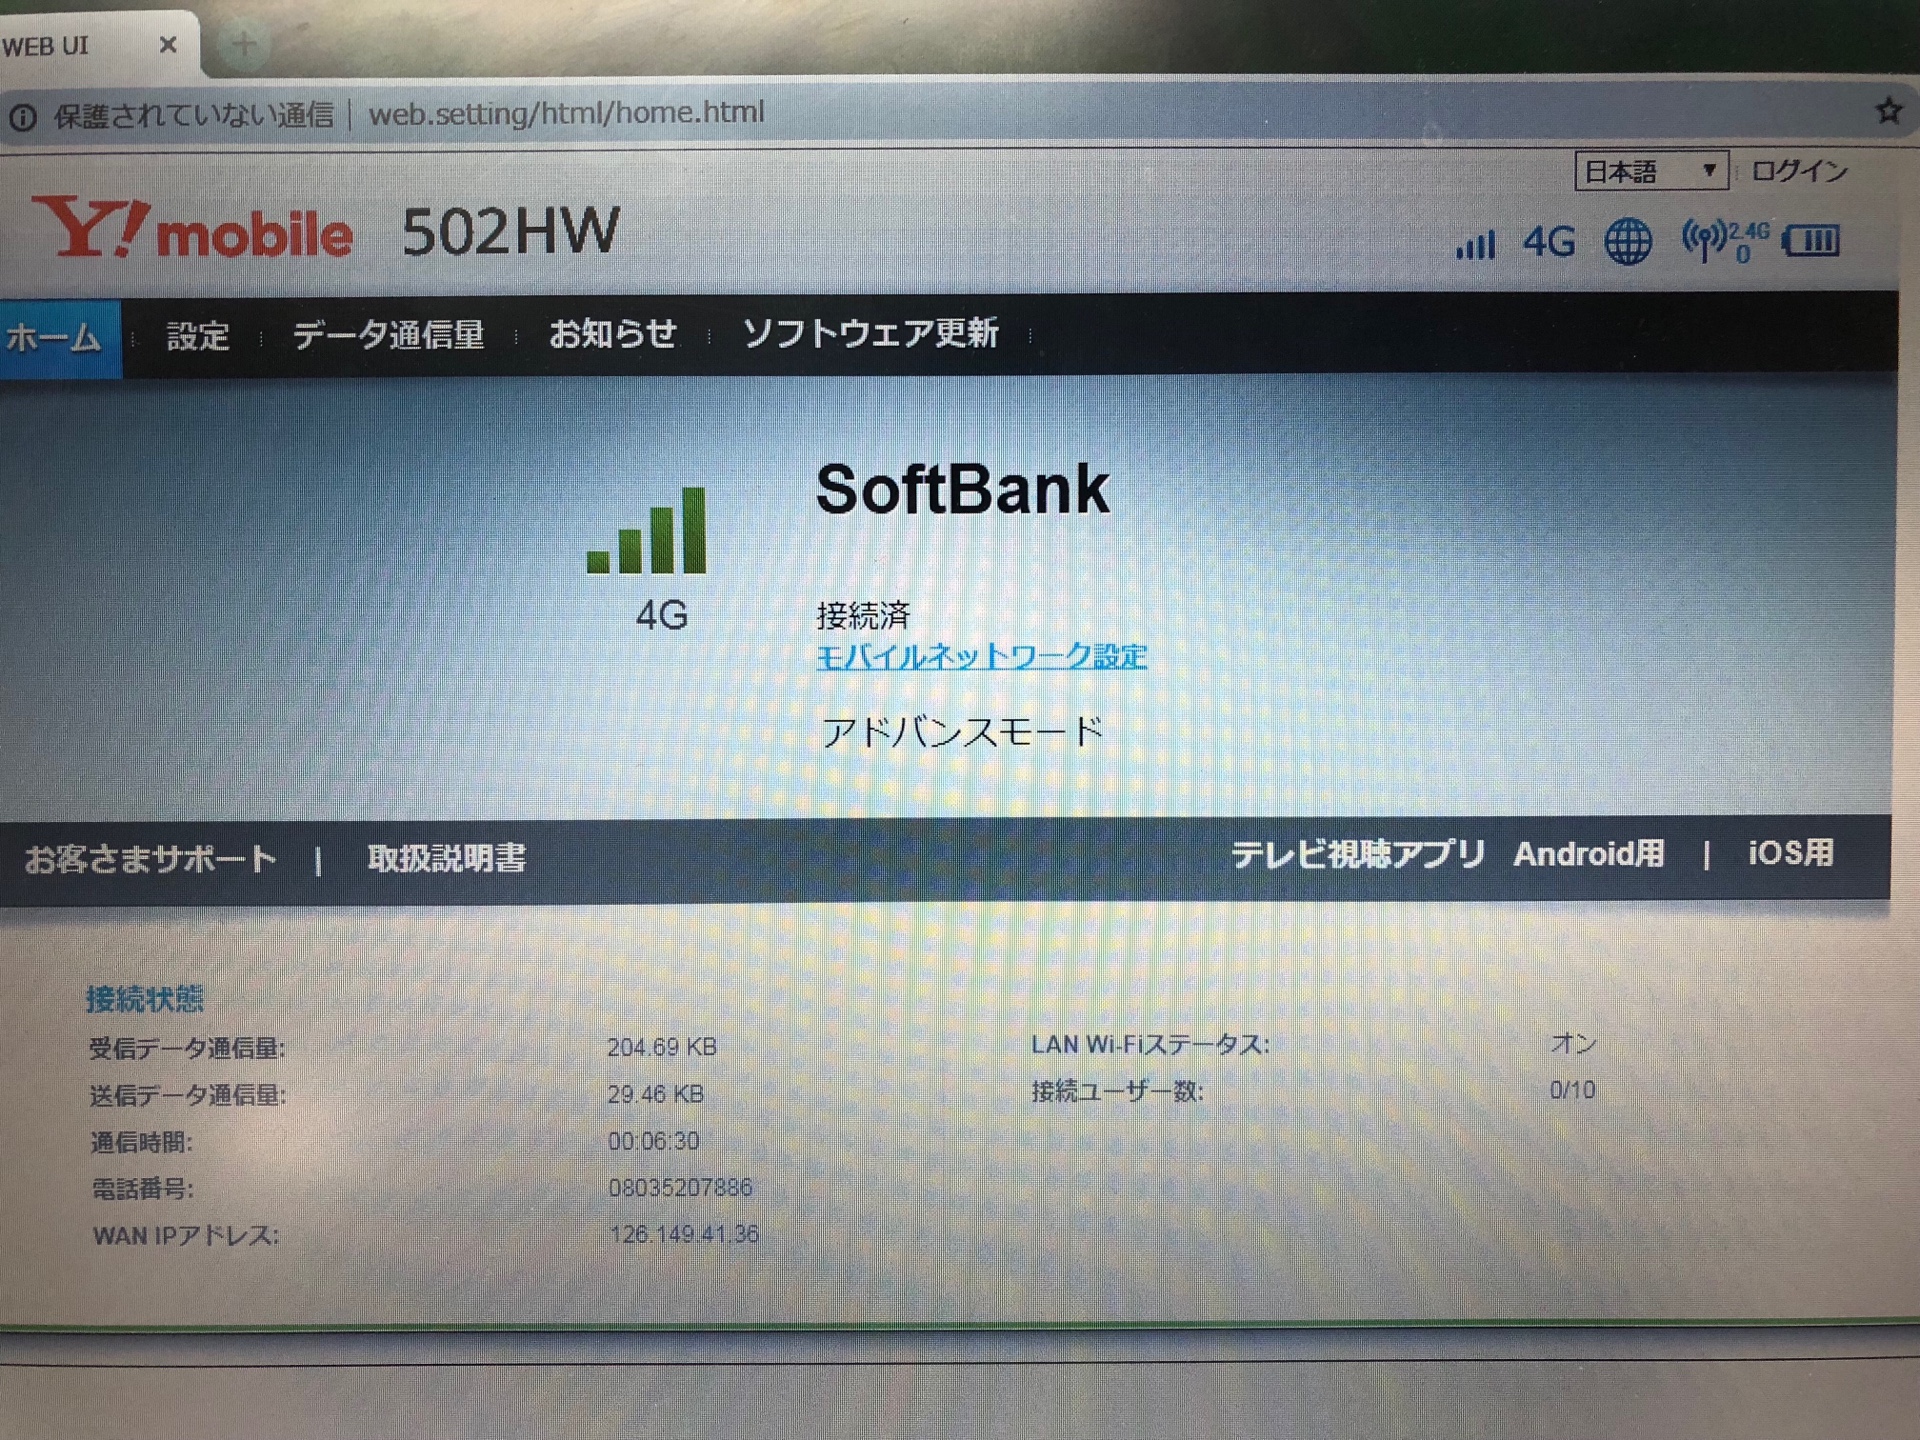 WEB UI
保護されていない通信 | web.setting/html/home.html
日本語 ログイン
Y!mobile 502HW
4G 2.4G 0
ホーム 設定 データ通信量 お知らせ ソフトウェア更新
SoftBank
4G
接続済
モバイルネットワーク設定
アドバンスモード
お客さまサポート | 取扱説明書 テレビ視聴アプリ Android用 | iOS用
接続状態
受信データ通信量: 204.69 KB LAN Wi-Fiステータス: オン
送信データ通信量: 29.46 KB 接続ユーザー数: 0/10
通信時間: 00:06:30
電話番号: 08035207886
WAN IPアドレス: 126.149.41.36